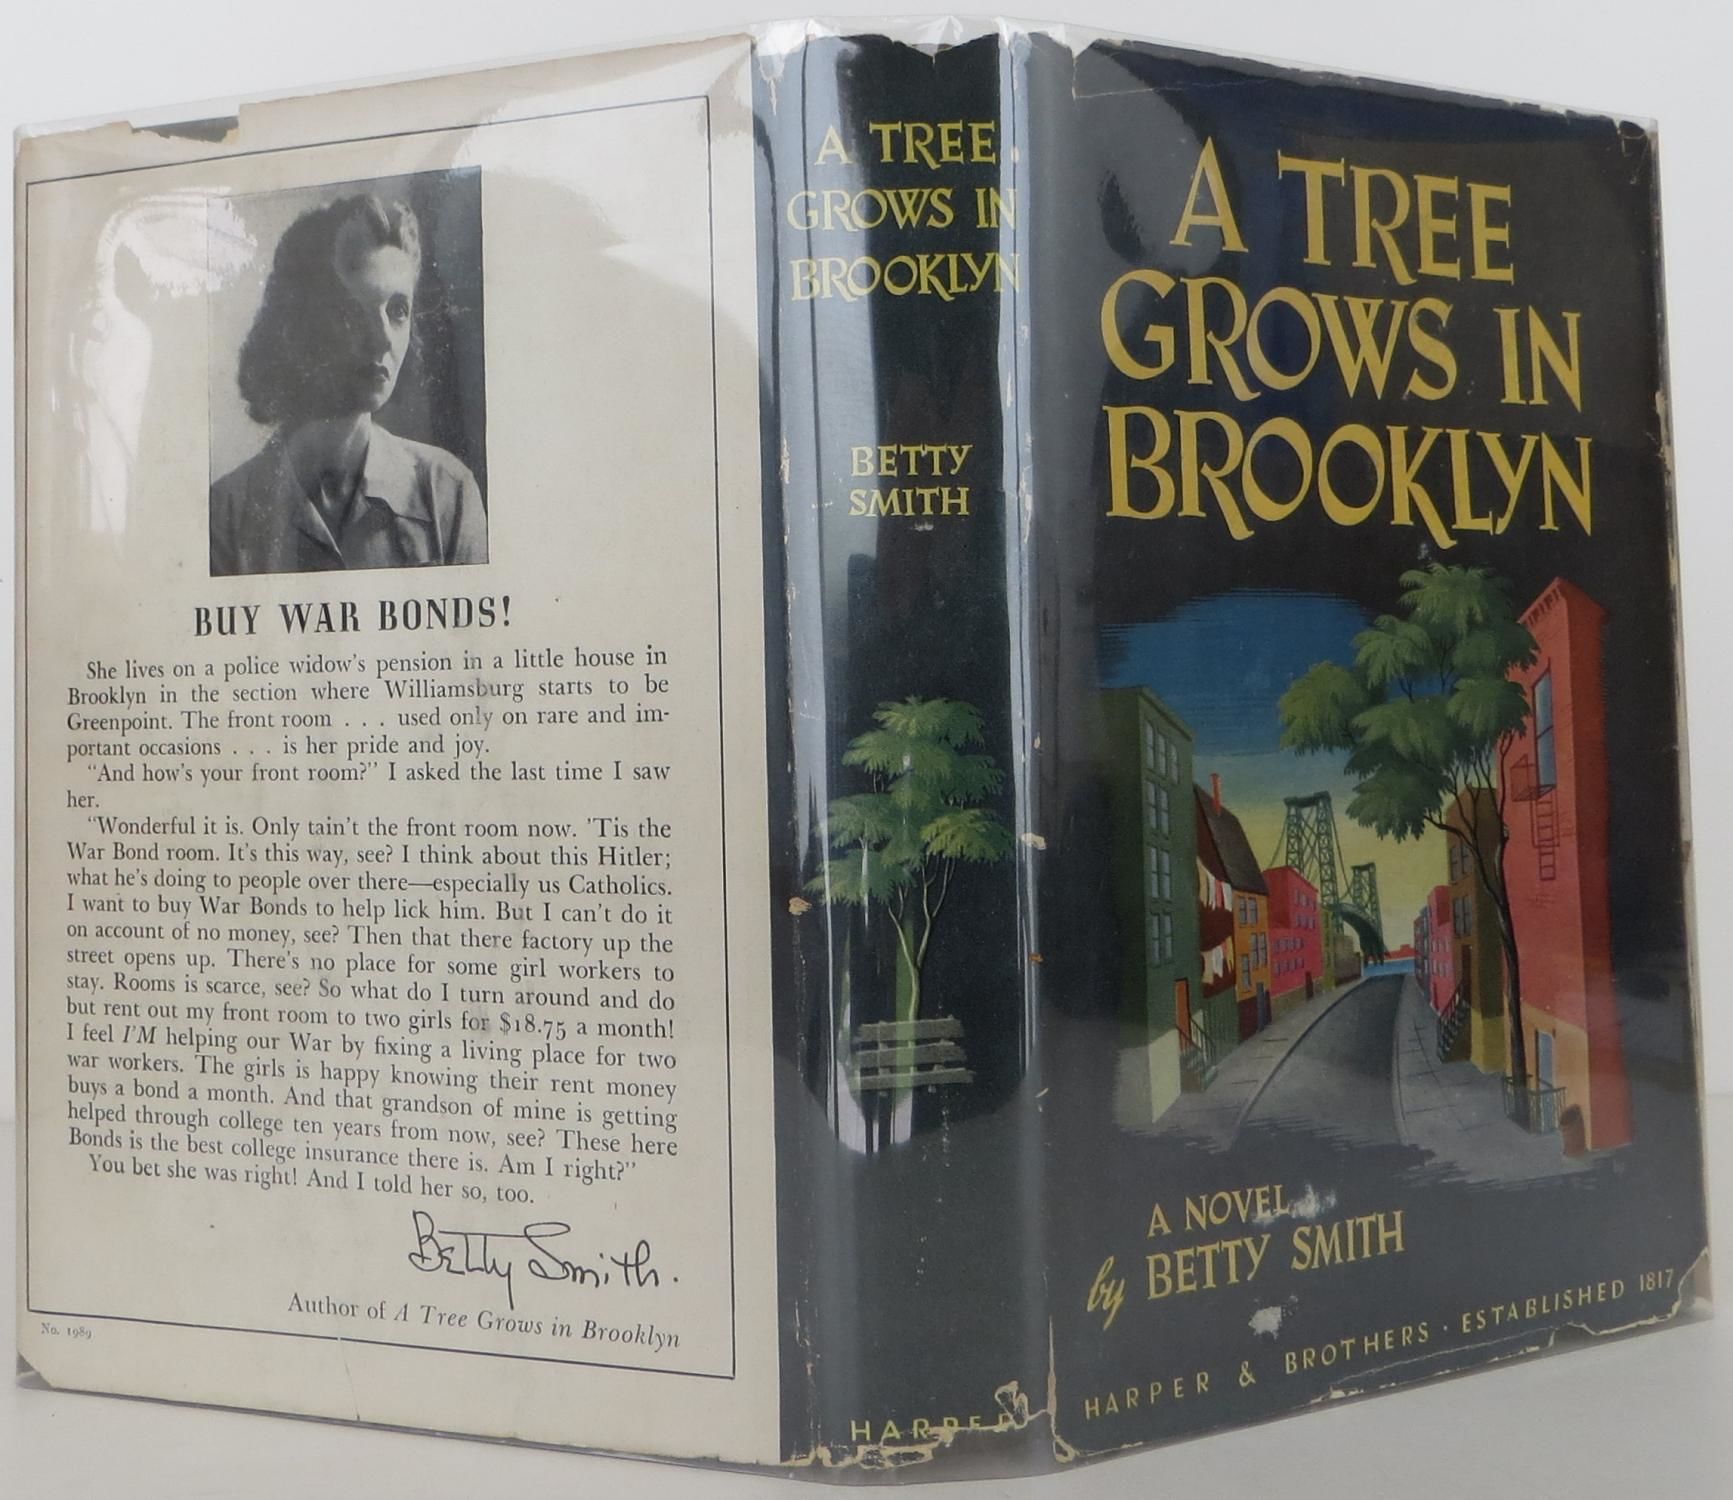 BUY WAR BONDS!
She lives on a police widow's pension in a little house in
Brooklyn in the section where Williamsburg starts to be
Greenpoint. The front room . . . used only on rare and im-
portant occasions . . . is her pride and joy.
"And how's your front room?" I asked the last time I saw
her.
"Wonderful it is. Only tain't the front room now. 'Tis the
War Bond room. It's this way, see? I think about this Hitler;
what he's doing to people over there—especially us Catholics.
I want to buy War Bonds to help lick him. But I can't do it
on account of no money, see? Then that there factory up the
street opens up. There's no place for some girl workers to
stay. Rooms is scarce, see? So what do I turn around and do
but rent out my front room to two girls for $18.75 a month!
I feel I'M helping our War by fixing a living place for two
war workers. The girls is happy knowing their rent money
buys a bond a month. And that grandson of mine is getting
helped through college ten years from now, see? These here
Bonds is the best college insurance there is. Am I right?"
You bet she was right! And I told her so, too.
Betty Smith.
Author of A Tree Grows in Brooklyn
No. 1989
A TREE
GROWS IN
BROOKLYN
BETTY
SMITH
HARPER
A TREE
GROWS IN
BROOKLYN
A NOVEL
by BETTY SMITH
HARPER & BROTHERS · ESTABLISHED 1817